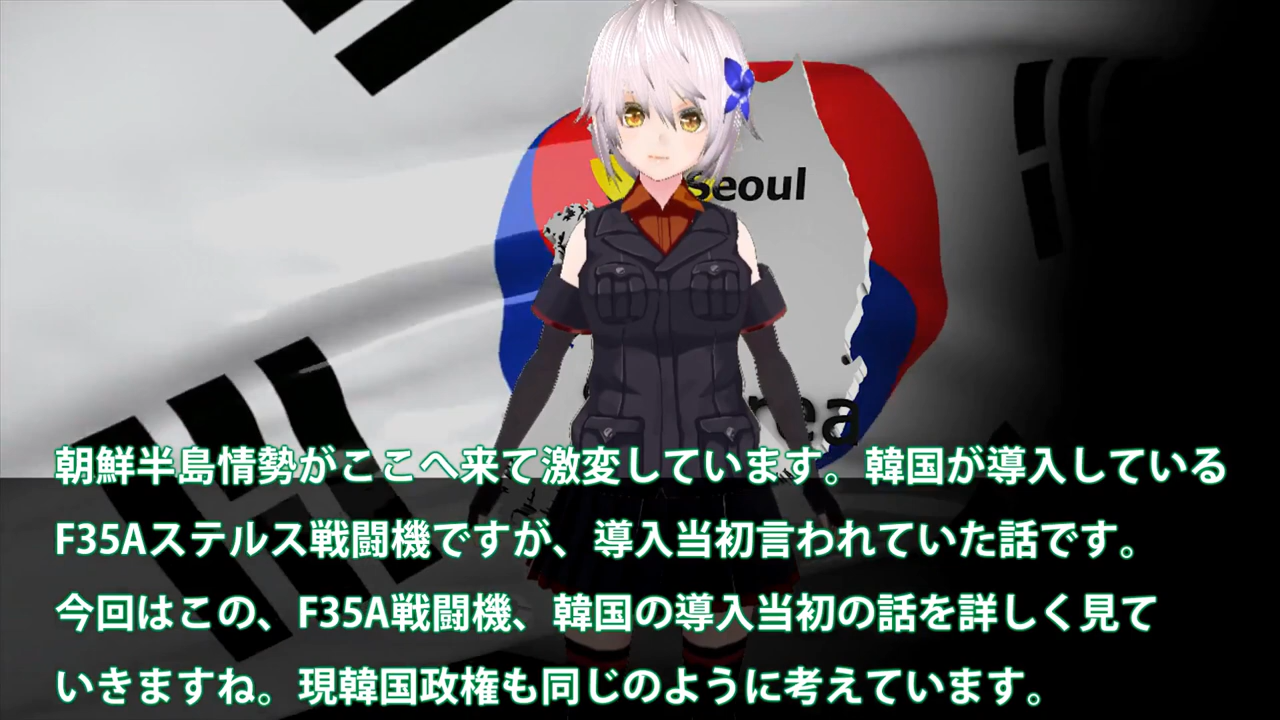 Seoul
rea
朝鮮半島情勢がここへ来て激変しています。韓国が導入している
F35Aステルス戦闘機ですが、導入当初言われていた話です。
今回はこの、F35A戦闘機、韓国の導入当初の話を詳しく見て
いきますね。現韓国政権も同じのように考えています。